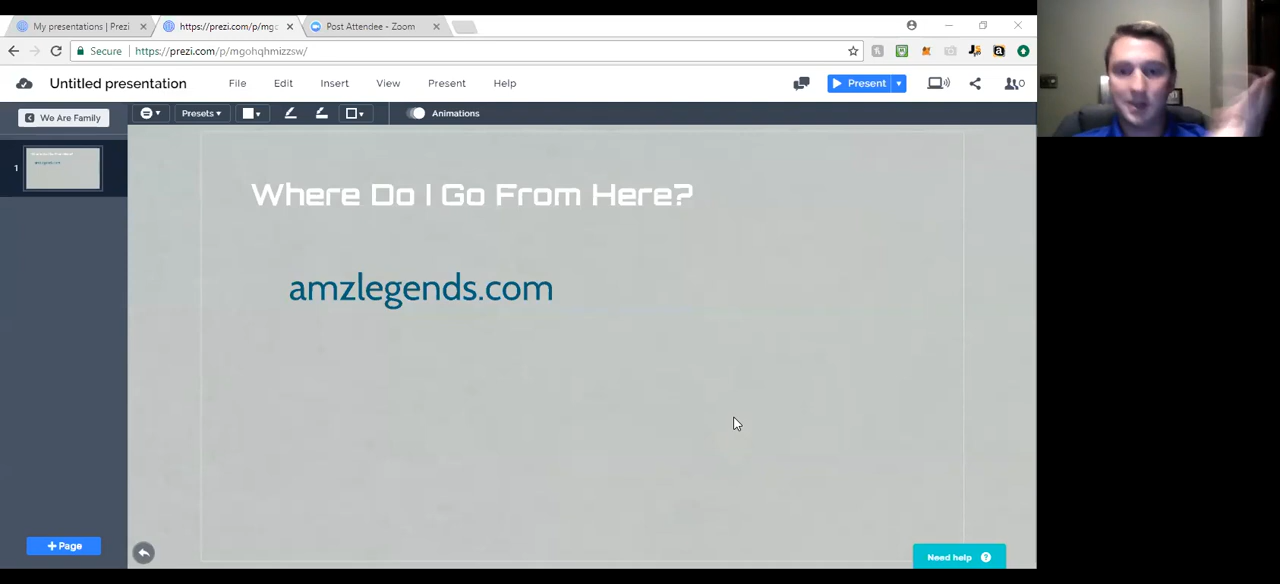 My presentations | Prezi
https://prezi.com/p/mgo
Post Attendee - Zoom
Secure
https://prezi.com/p/mgohqhmizzsw/
Untitled presentation
File
Edit
Insert
View
Present
Help
Present
0
We Are Family
Presets
Animations
1
Where Do I Go From Here?
amzlegends.com
+ Page
Need help ?